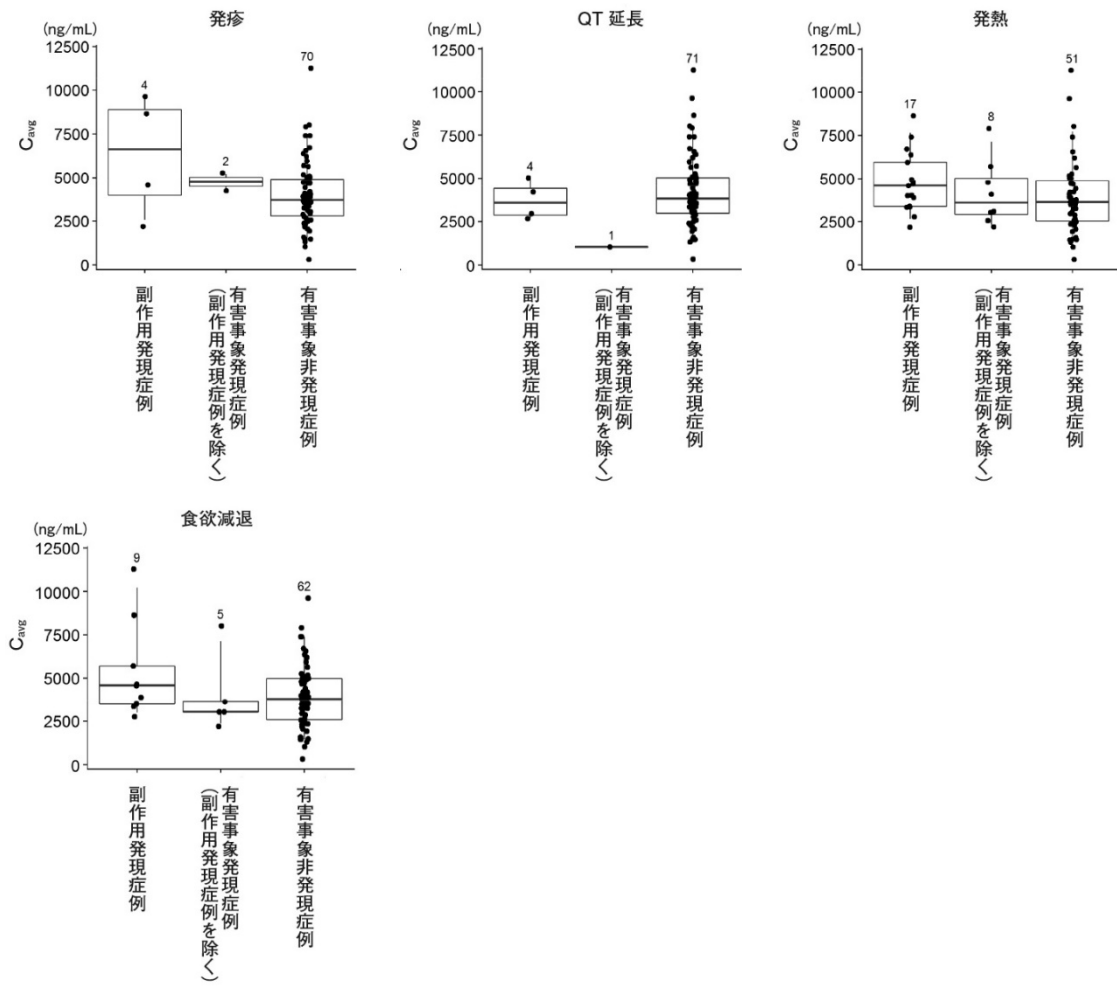 発疹
(ng/mL)
12500
10000
7500
5000
2500
0
Cavg
4
2
70
副作用発現症例
有害事象発現症例
(副作用発現症例を除く)
有害事象非発現症例
QT 延長
(ng/mL)
12500
10000
7500
5000
2500
0
Cavg
4
1
71
副作用発現症例
有害事象発現症例
(副作用発現症例を除く)
有害事象非発現症例
発熱
(ng/mL)
12500
10000
7500
5000
2500
0
Cavg
17
8
51
副作用発現症例
有害事象発現症例
(副作用発現症例を除く)
有害事象非発現症例
食欲減退
(ng/mL)
12500
10000
7500
5000
2500
0
Cavg
9
5
62
副作用発現症例
有害事象発現症例
(副作用発現症例を除く)
有害事象非発現症例